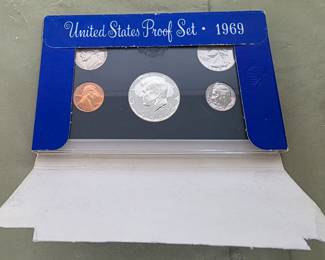 United States Proof Set • 1969